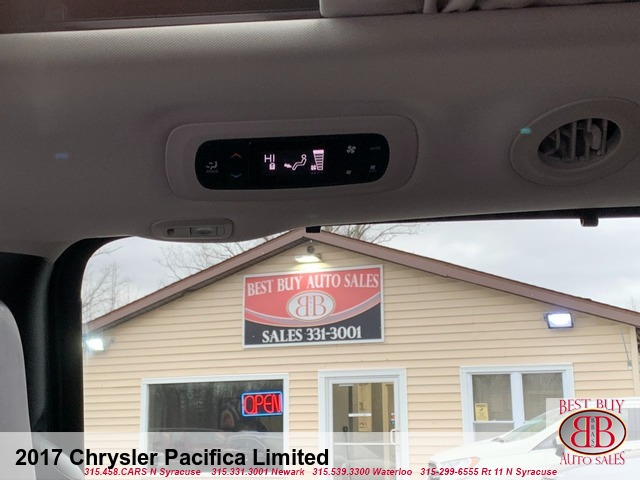 HI
BEST BUY AUTO SALES
BB
SALES 331-3001
OPEN
BEST BUY
BB
AUTO SALES
2017 Chrysler Pacifica Limited
315.458.CARS N Syracuse 315.331.3001 Newark 315.539.3300 Waterloo 315-299-6555 Rt 11 N Syracuse